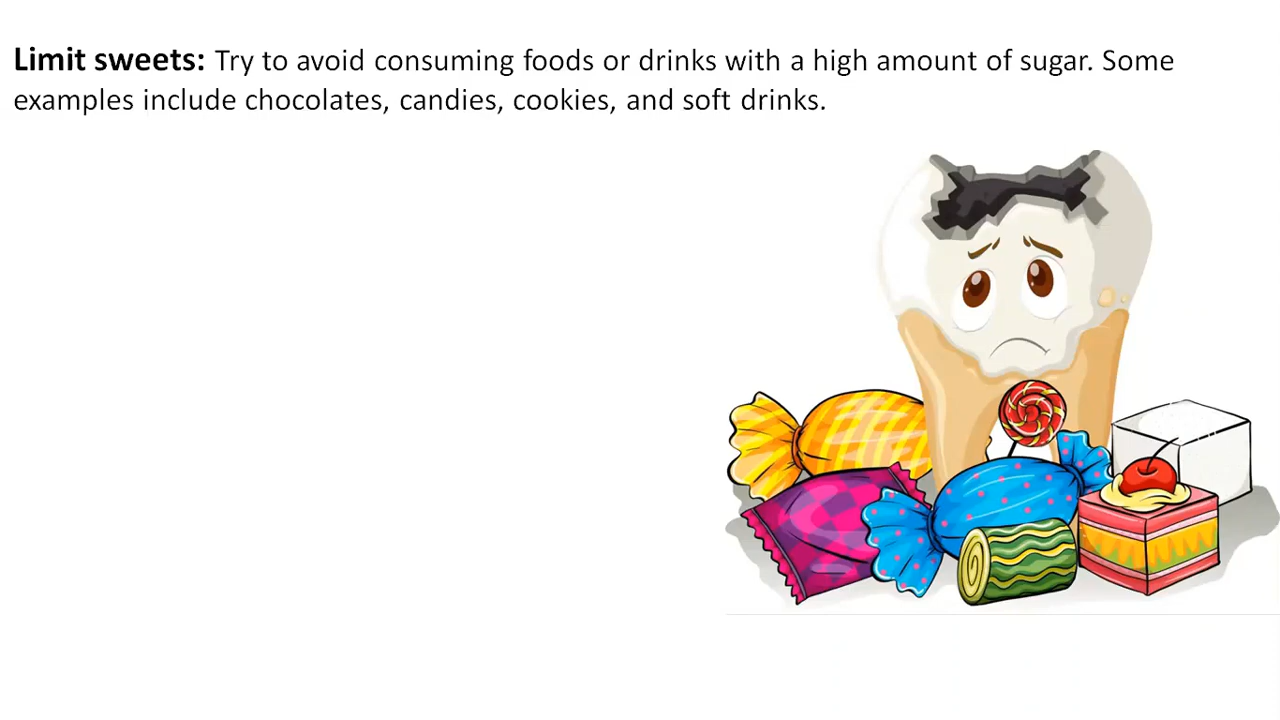 Limit sweets: Try to avoid consuming foods or drinks with a high amount of sugar. Some
examples include chocolates, candies, cookies, and soft drinks.